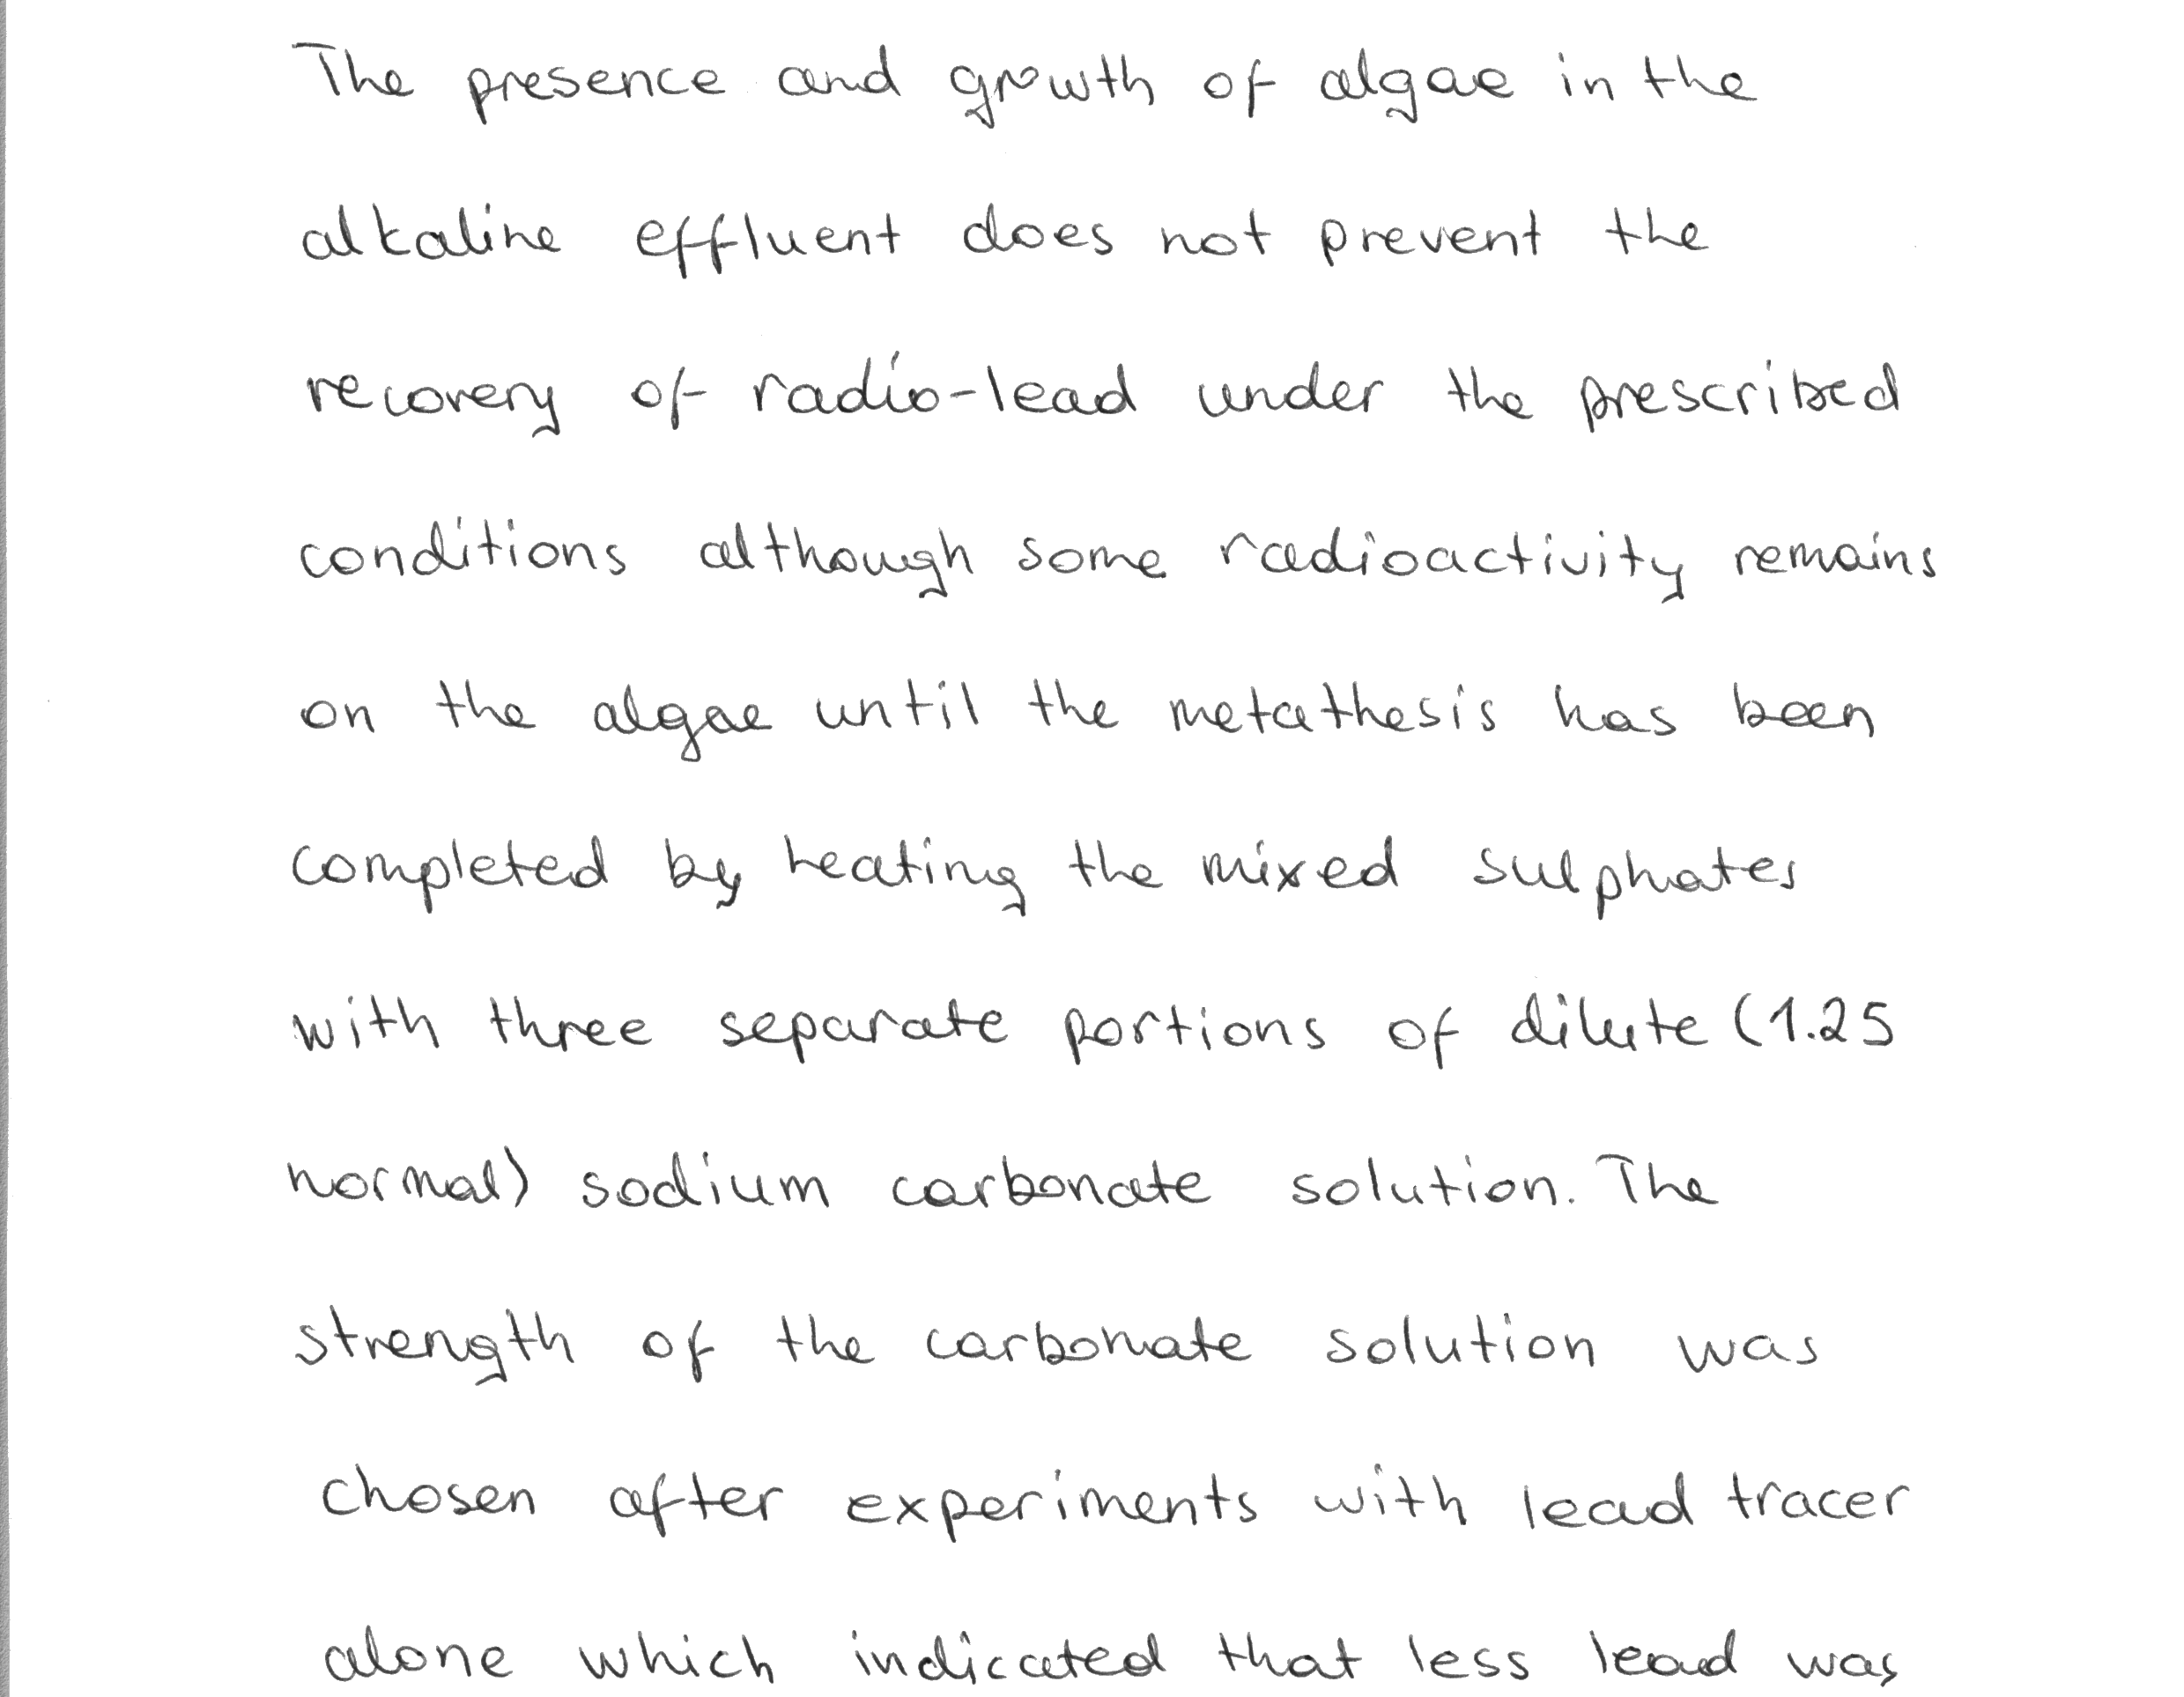 The presence and growth of algae in the
alkaline effluent does not prevent the
recovery of radio-lead under the prescribed
conditions although some radioactivity remains
on the algae until the metathesis has been
completed by heating the mixed sulphates
with three separate portions of dilute (1.25
normal) sodium carbonate solution. The
strength of the carbonate solution was
chosen after experiments with lead tracer
alone which indicated that less lead was